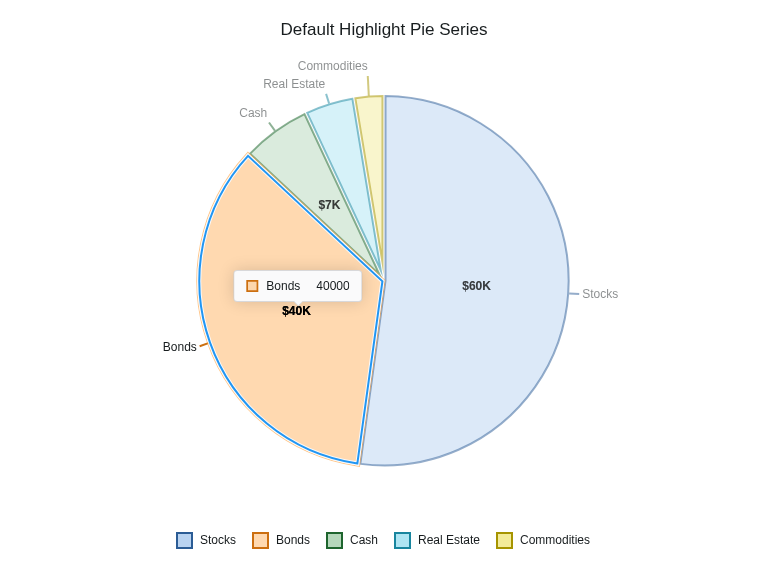 Default Highlight Pie Series
Commodities
Real Estate
Cash
$7K
Bonds 40000
$60K
Stocks
$40K
Bonds
Stocks Bonds Cash Real Estate Commodities